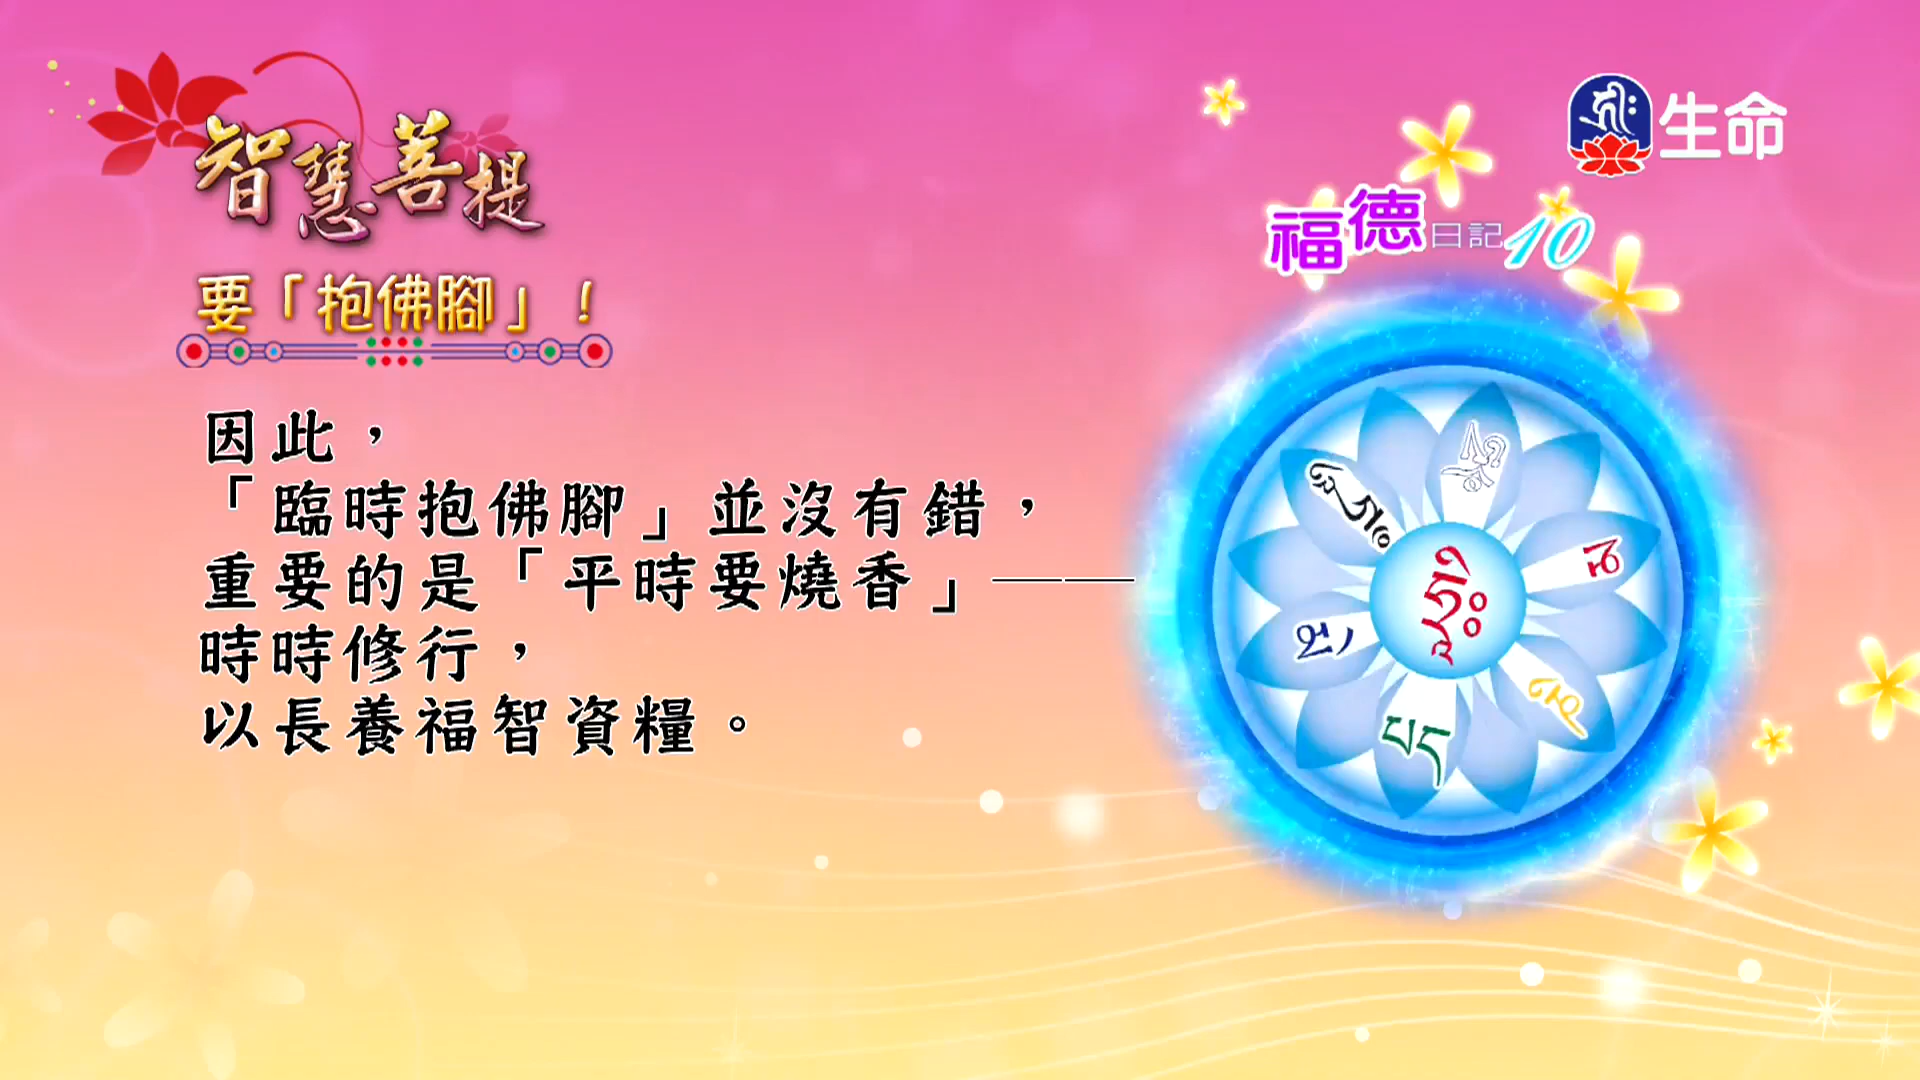 智慧菩提
要「抱佛腳」！
因此，
「臨時抱佛腳」並沒有錯，
重要的是「平時要燒香」——
時時修行，
以長養福智資糧。
生命
福德日記10